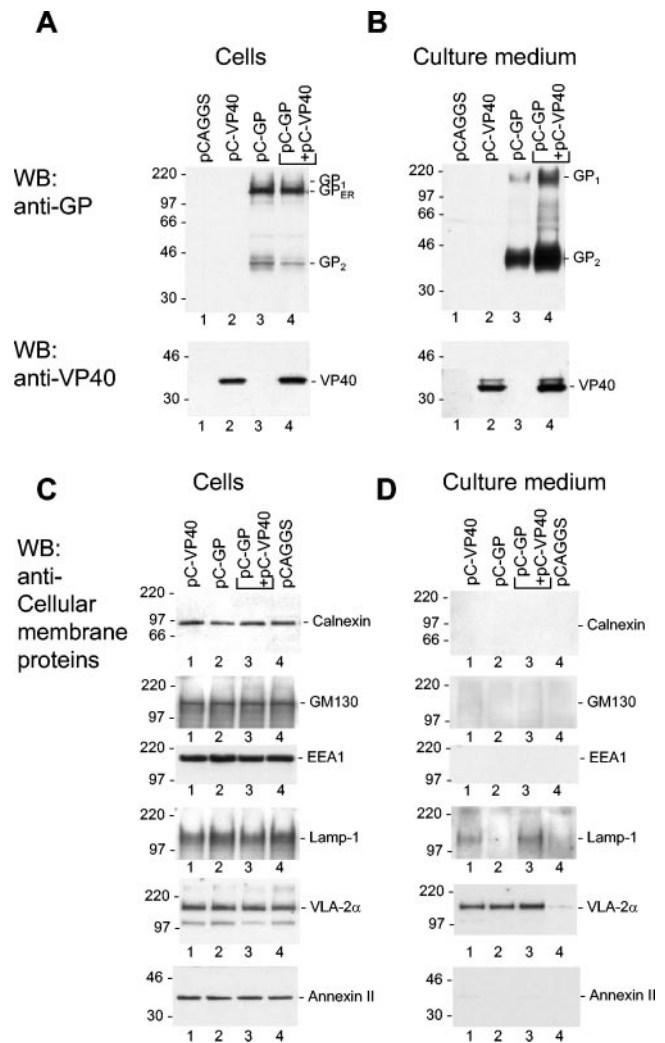 A
Cells
pCAGGS
pC-VP40
pC-GP
pC-GP
+pC-VP40
WB:
anti-GP
220 -
97 -
66 -
46 -
30 -
- GP1
- GPER
- GP2
1 2 3 4
WB:
anti-VP40
46 -
30 -
- VP40
1 2 3 4
B
Culture medium
pCAGGS
pC-VP40
pC-GP
pC-GP
+pC-VP40
220 -
97 -
66 -
46 -
30 -
- GP1
- GP2
1 2 3 4
46 -
30 -
- VP40
1 2 3 4
C
Cells
WB:
anti-
Cellular
membrane
proteins
pC-VP40
pC-GP
pC-GP
+pC-VP40
pCAGGS
220 -
97 -
66 -
- Calnexin
1 2 3 4
220 -
97 -
- GM130
1 2 3 4
220 -
97 -
- EEA1
1 2 3 4
220 -
97 -
- Lamp-1
1 2 3 4
220 -
97 -
- VLA-2α
1 2 3 4
46 -
30 -
- Annexin II
1 2 3 4
D
Culture medium
pC-VP40
pC-GP
pC-GP
+pC-VP40
pCAGGS
220 -
97 -
66 -
Calnexin
1 2 3 4
220 -
97 -
- GM130
1 2 3 4
220 -
97 -
- EEA1
1 2 3 4
220 -
97 -
- Lamp-1
1 2 3 4
220 -
97 -
- VLA-2α
1 2 3 4
46 -
30 -
- Annexin II
1 2 3 4